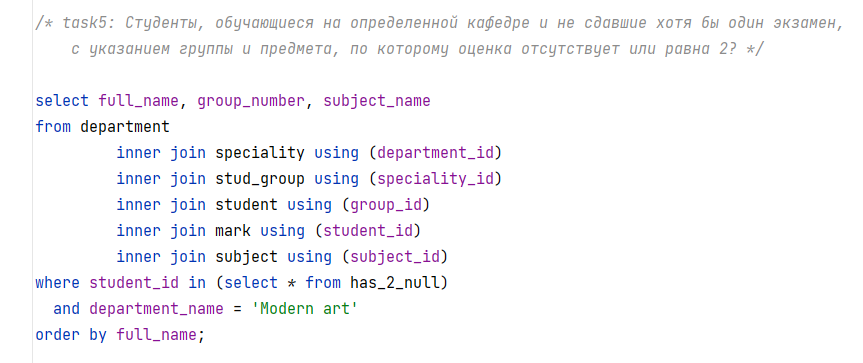 /* task5: Студенты, обучающиеся на определенной кафедре и не сдавшие хотя бы один экзамен,
с указанием группы и предмета, по которому оценка отсутствует или равна 2? */
select full_name, group_number, subject_name
from department
inner join speciality using (department_id)
inner join stud_group using (speciality_id)
inner join student using (group_id)
inner join mark using (student_id)
inner join subject using (subject_id)
where student_id in (select * from has_2_null)
and department_name = 'Modern art'
order by full_name;